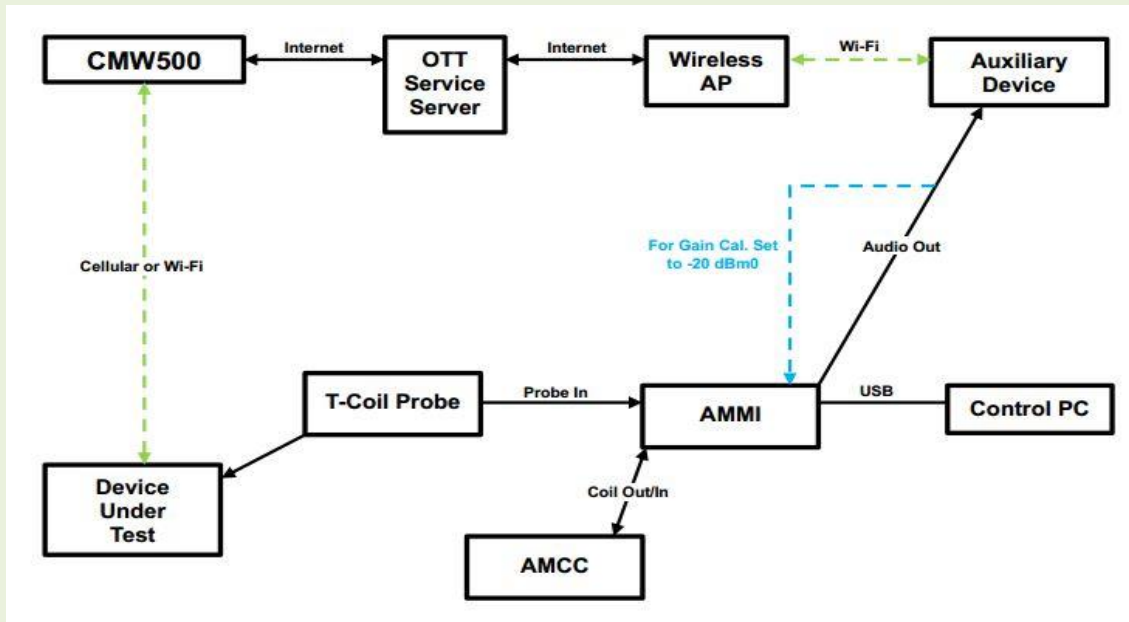 CMW500
Internet
OTT
Service
Server
Internet
Wireless
AP
Wi-Fi
Auxiliary
Device
Cellular or Wi-Fi
For Gain Cal. Set
to -20 dBm0
Audio Out
T-Coil Probe
Probe In
AMMI
USB
Control PC
Device
Under
Test
Coil Out/In
AMCC